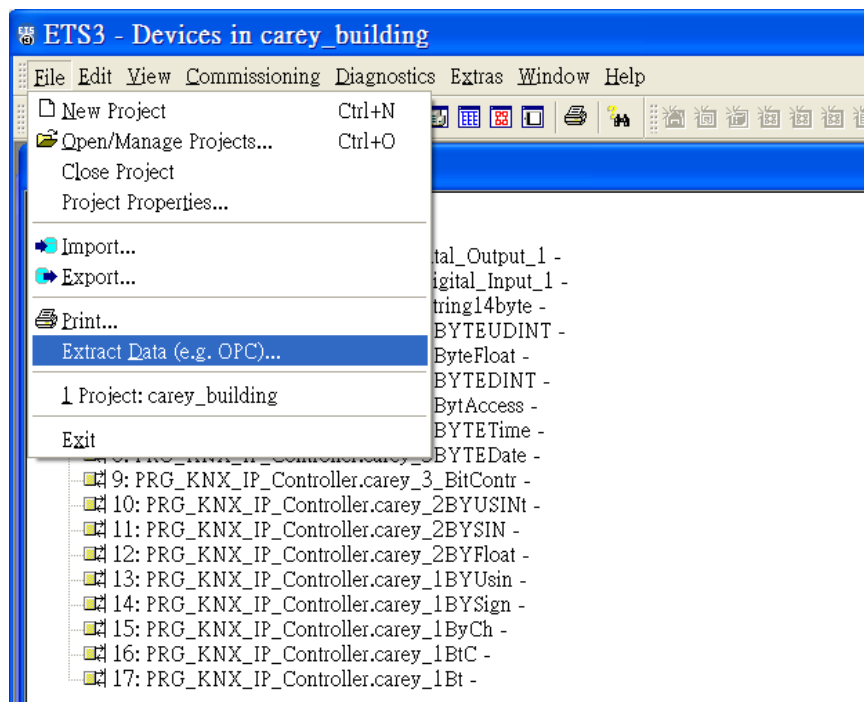 ETS3 - Devices in carey_building
File Edit View Commissioning Diagnostics Extras Window Help
New Project Ctrl+N
Open/Manage Projects... Ctrl+O
Close Project
Project Properties...
Import...
Export...
Print...
Extract Data (e.g. OPC)...
1 Project: carey_building
Exit
tal_Output_1 -
igital_Input_1 -
tring14byte -
BYTEUDINT -
ByteFloat -
BYTEDINT -
BytAccess -
BYTETime -
BYTEDate -
9: PRG_KNX_IP_Controller.carey_3_BitContr -
10: PRG_KNX_IP_Controller.carey_2BYUSINt -
11: PRG_KNX_IP_Controller.carey_2BYSIN -
12: PRG_KNX_IP_Controller.carey_2BYFloat -
13: PRG_KNX_IP_Controller.carey_1BYUsin -
14: PRG_KNX_IP_Controller.carey_1BYSign -
15: PRG_KNX_IP_Controller.carey_1ByCh -
16: PRG_KNX_IP_Controller.carey_1BtC -
17: PRG_KNX_IP_Controller.carey_1Bt -